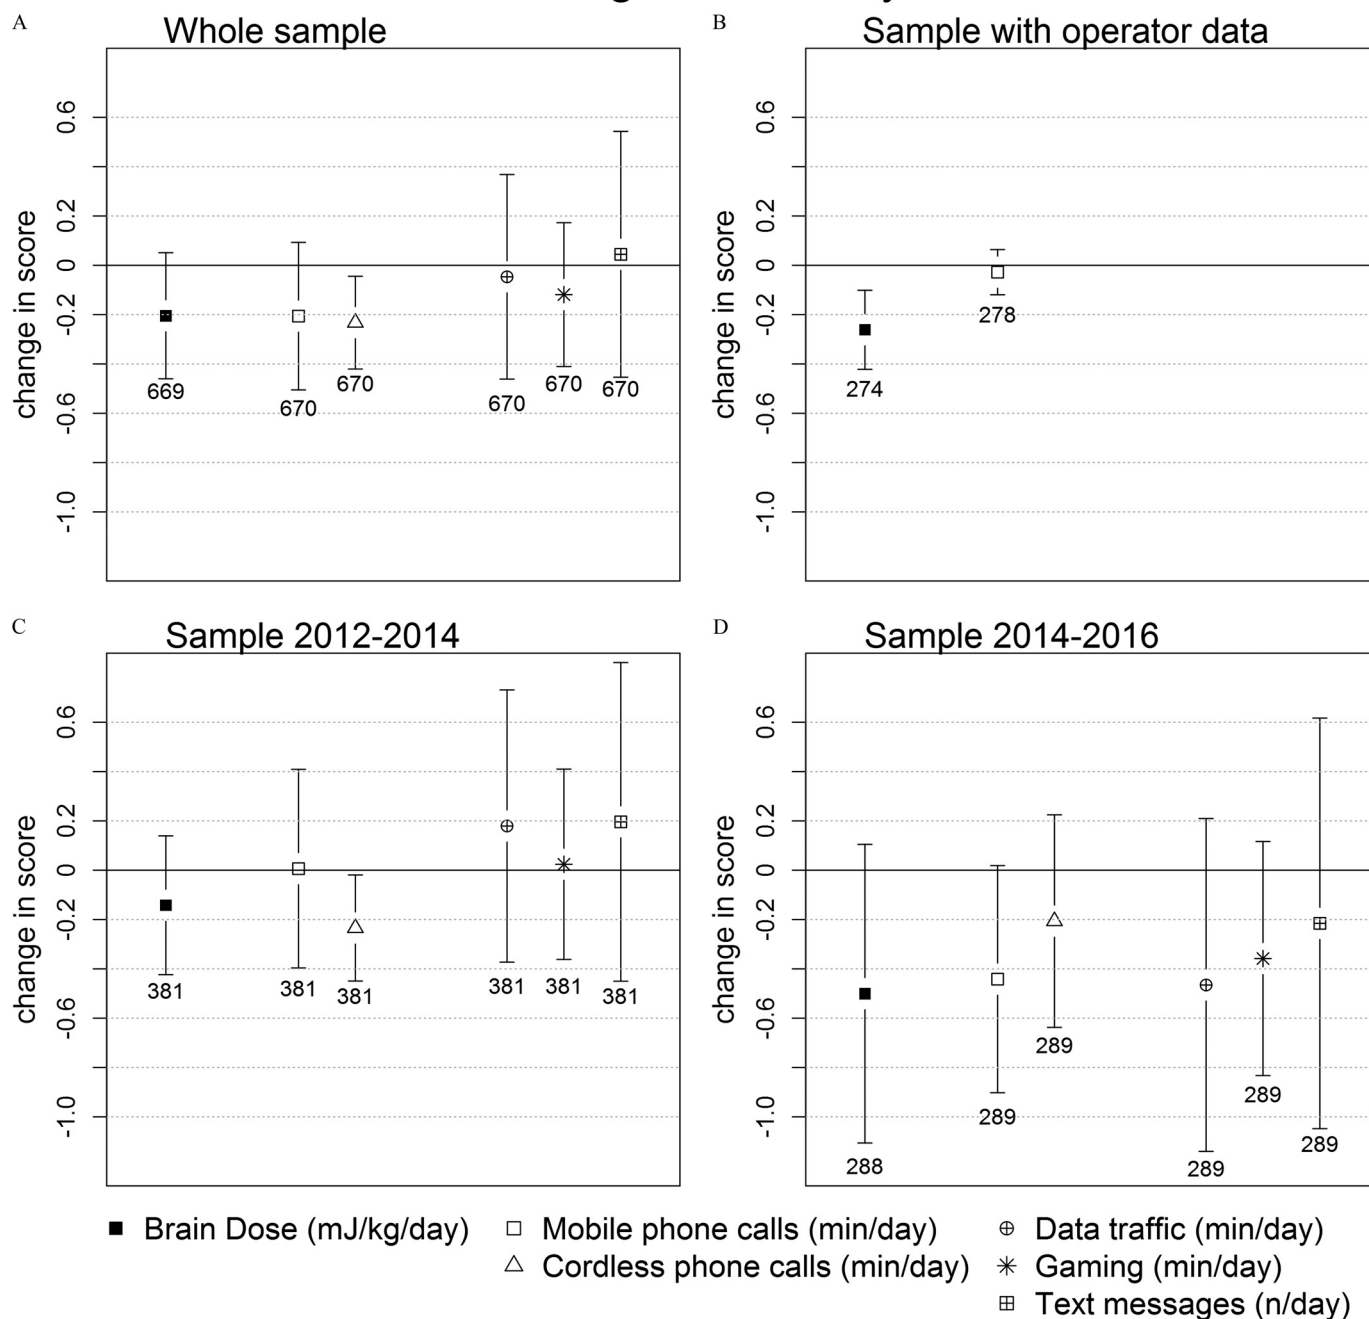 A
Whole sample
change in score
0.6
0.2
0
-0.2
-0.6
-1.0
669
670
670
670
670
670
B
Sample with operator data
change in score
0.6
0.2
0
-0.2
-0.6
-1.0
274
278
C
Sample 2012-2014
change in score
0.6
0.2
0
-0.2
-0.6
-1.0
381
381
381
381
381
381
D
Sample 2014-2016
change in score
0.6
0.2
0
-0.2
-0.6
-1.0
288
289
289
289
289
289
Brain Dose (mJ/kg/day)
Mobile phone calls (min/day)
Cordless phone calls (min/day)
Data traffic (min/day)
Gaming (min/day)
Text messages (n/day)